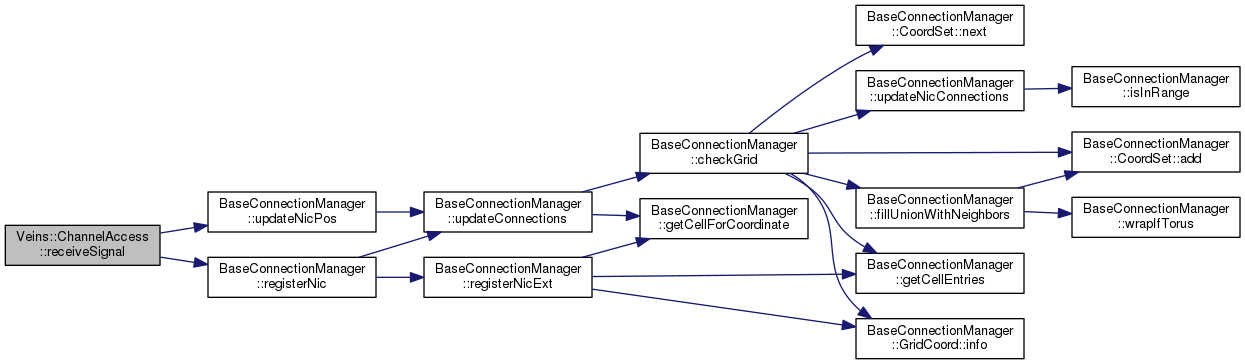 Veins::ChannelAccess
::receiveSignal
BaseConnectionManager
::updateNicPos
BaseConnectionManager
::registerNic
BaseConnectionManager
::updateConnections
BaseConnectionManager
::registerNicExt
BaseConnectionManager
::checkGrid
BaseConnectionManager
::getCellForCoordinate
BaseConnectionManager
::CoordSet::next
BaseConnectionManager
::updateNicConnections
BaseConnectionManager
::fillUnionWithNeighbors
BaseConnectionManager
::getCellEntries
BaseConnectionManager
::GridCoord::info
BaseConnectionManager
::isInRange
BaseConnectionManager
::CoordSet::add
BaseConnectionManager
::wrapIfTorus